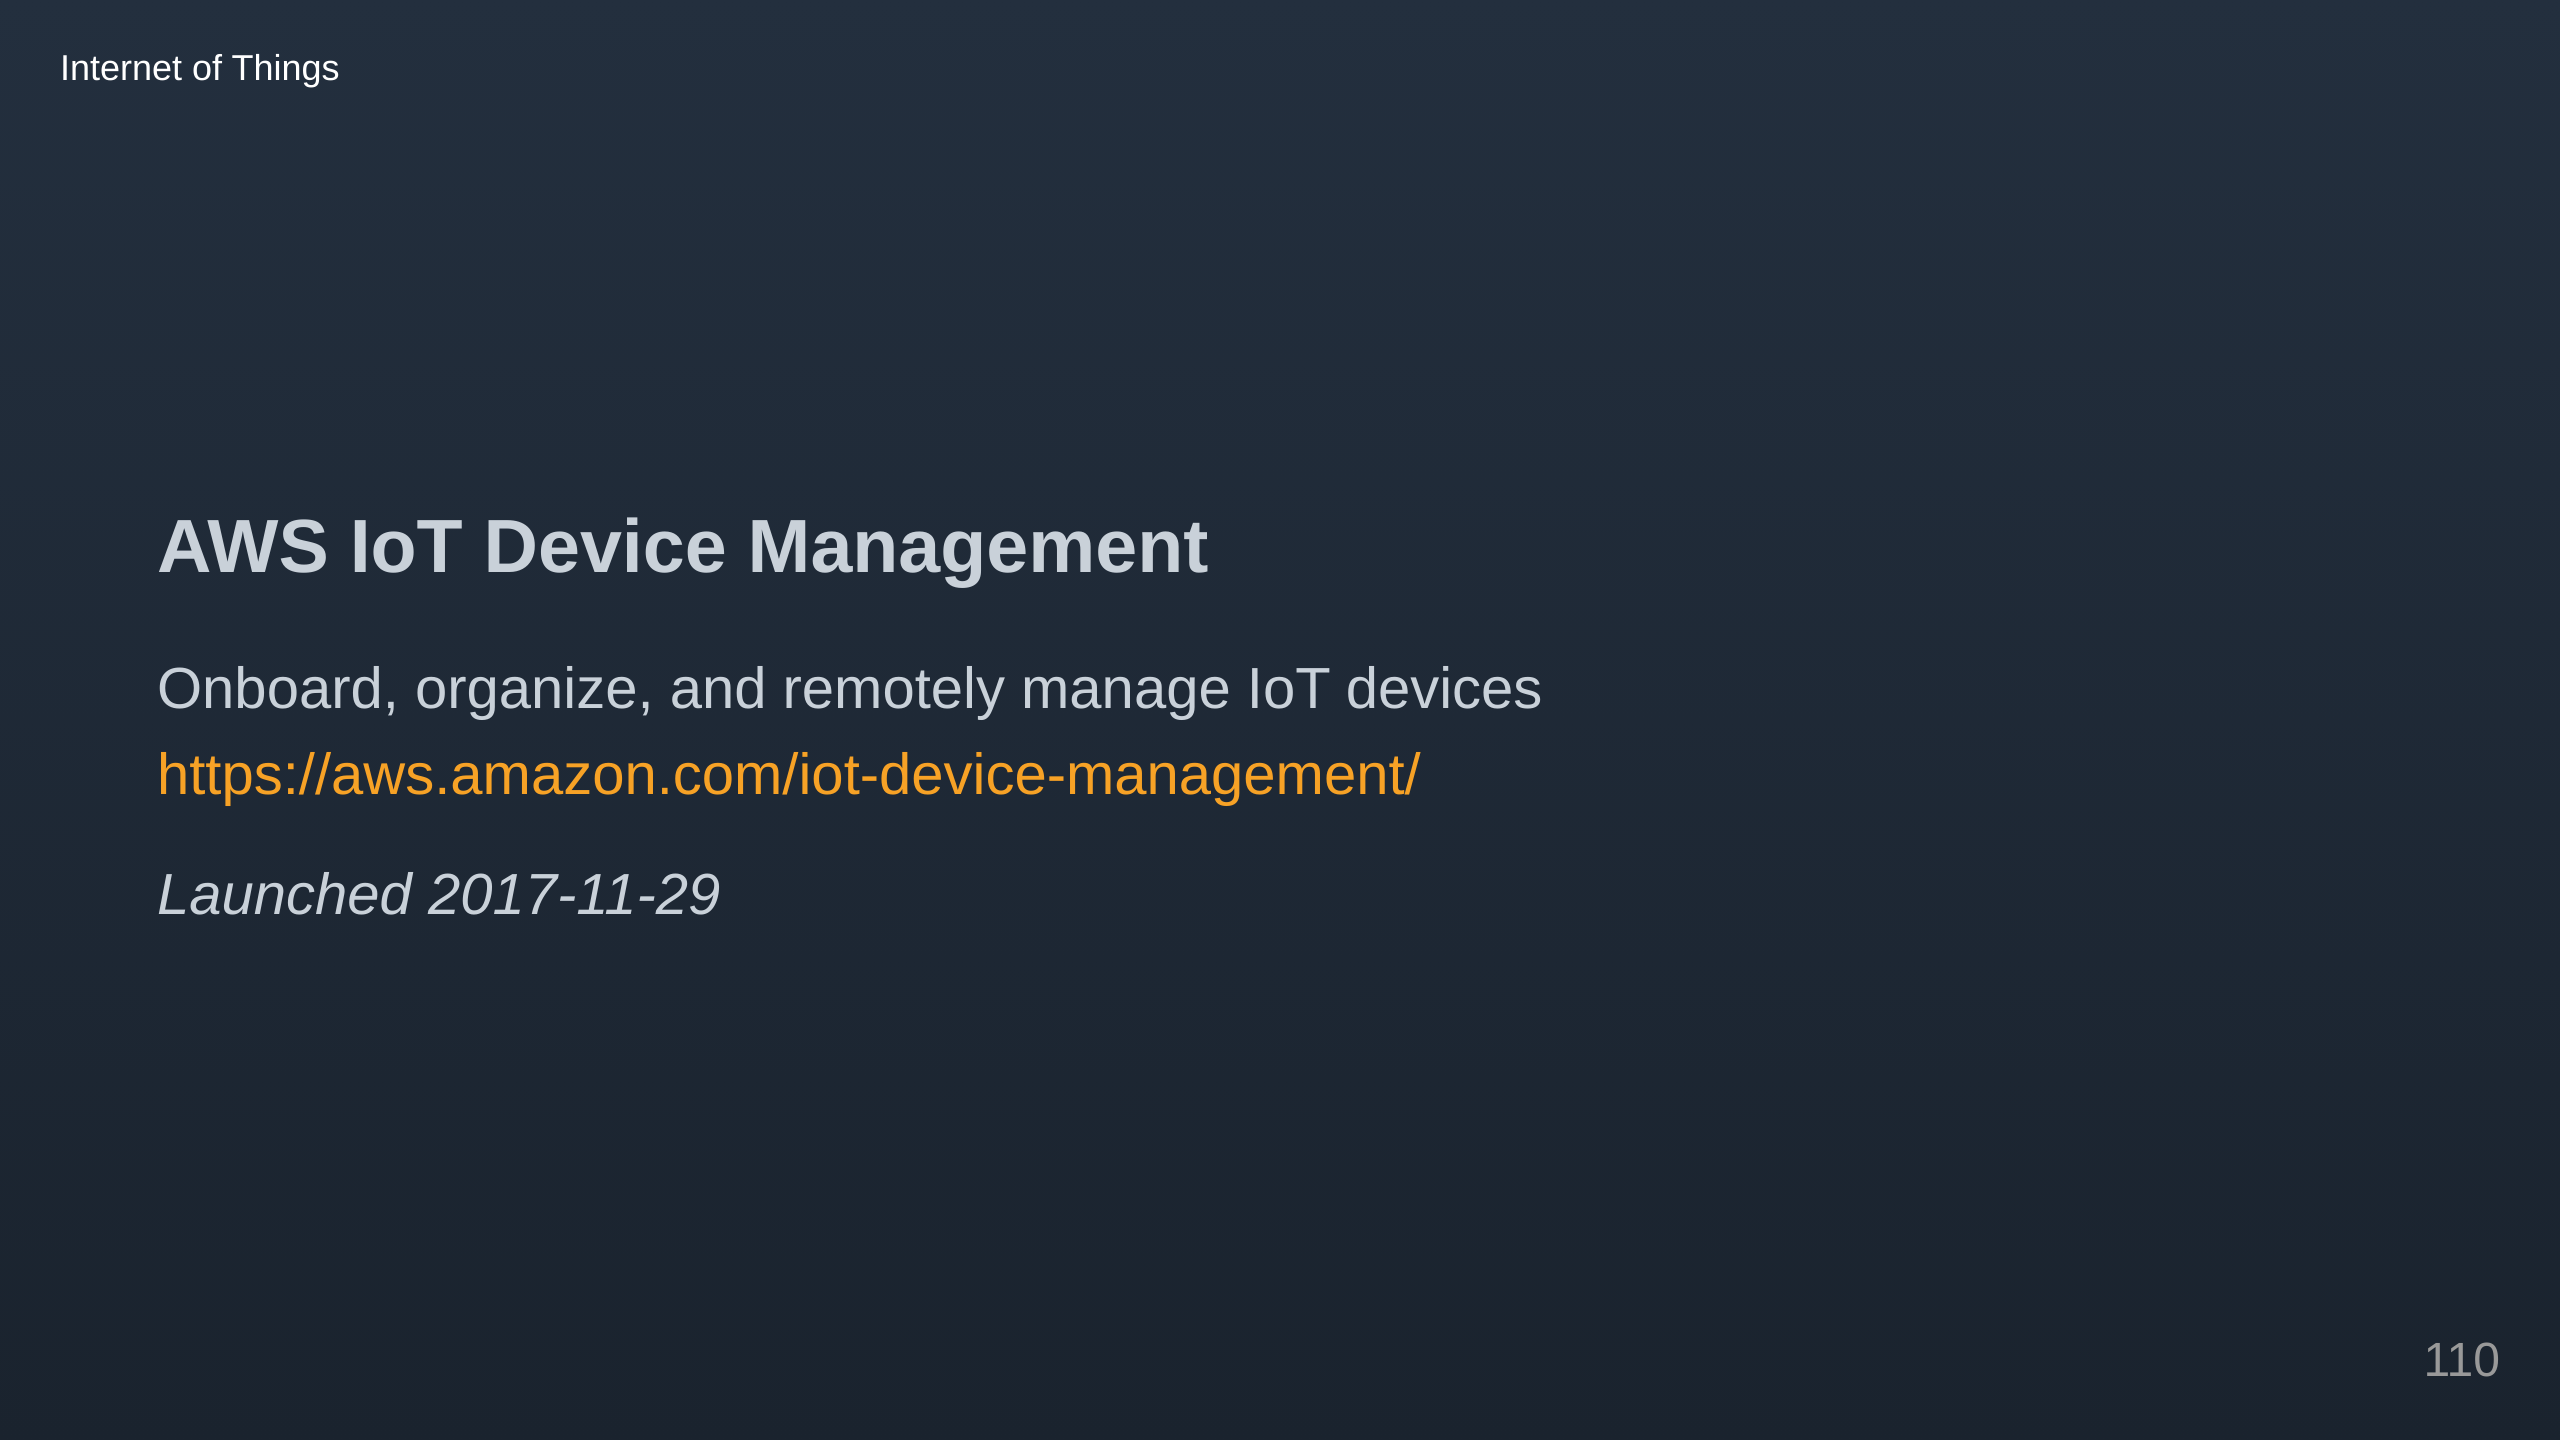 Internet of Things
AWS IoT Device Management
Onboard, organize, and remotely manage IoT devices
https://aws.amazon.com/iot-device-management/
Launched 2017-11-29
110